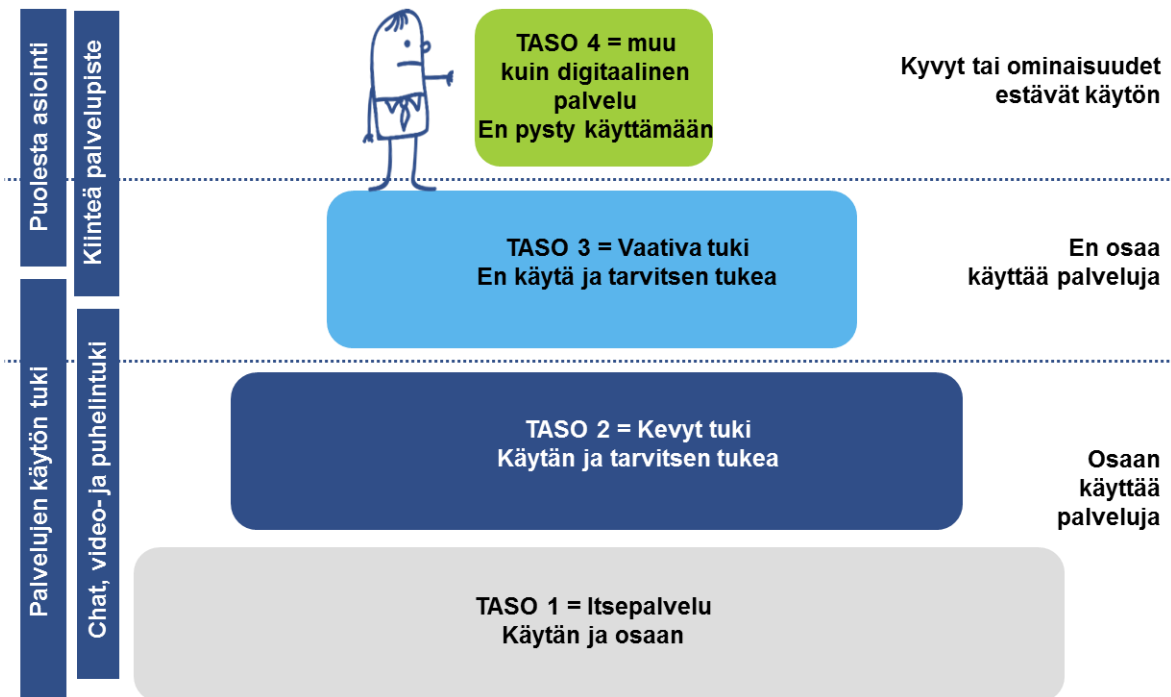 Puolesta asiointi
Kiinteä palvelupiste
Palvelujen käytön tuki
Chat, video- ja puhelintuki
TASO 4 = muu
kuin digitaalinen
palvelu
En pysty käyttämään
Kyvyt tai ominaisuudet
estävät käytön
TASO 3 = Vaativa tuki
En käytä ja tarvitsen tukea
En osaa
käyttää palveluja
TASO 2 = Kevyt tuki
Käytän ja tarvitsen tukea
Osaan
käyttää
palveluja
TASO 1 = Itsepalvelu
Käytän ja osaan